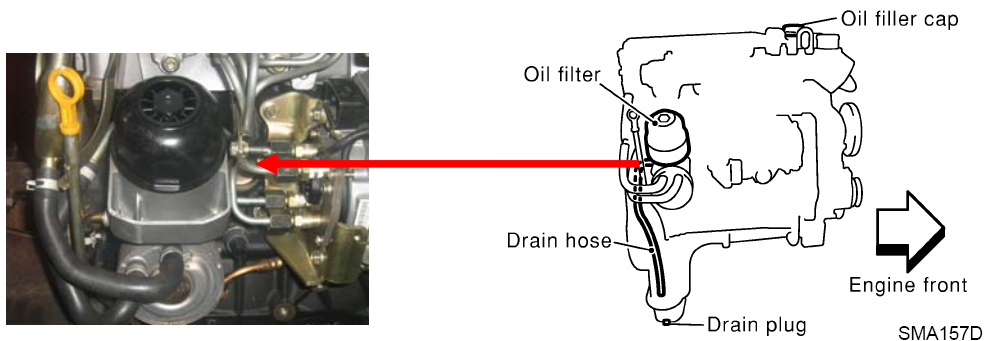 Oil filler cap
Oil filter
Drain hose
Engine front
Drain plug
SMA157D